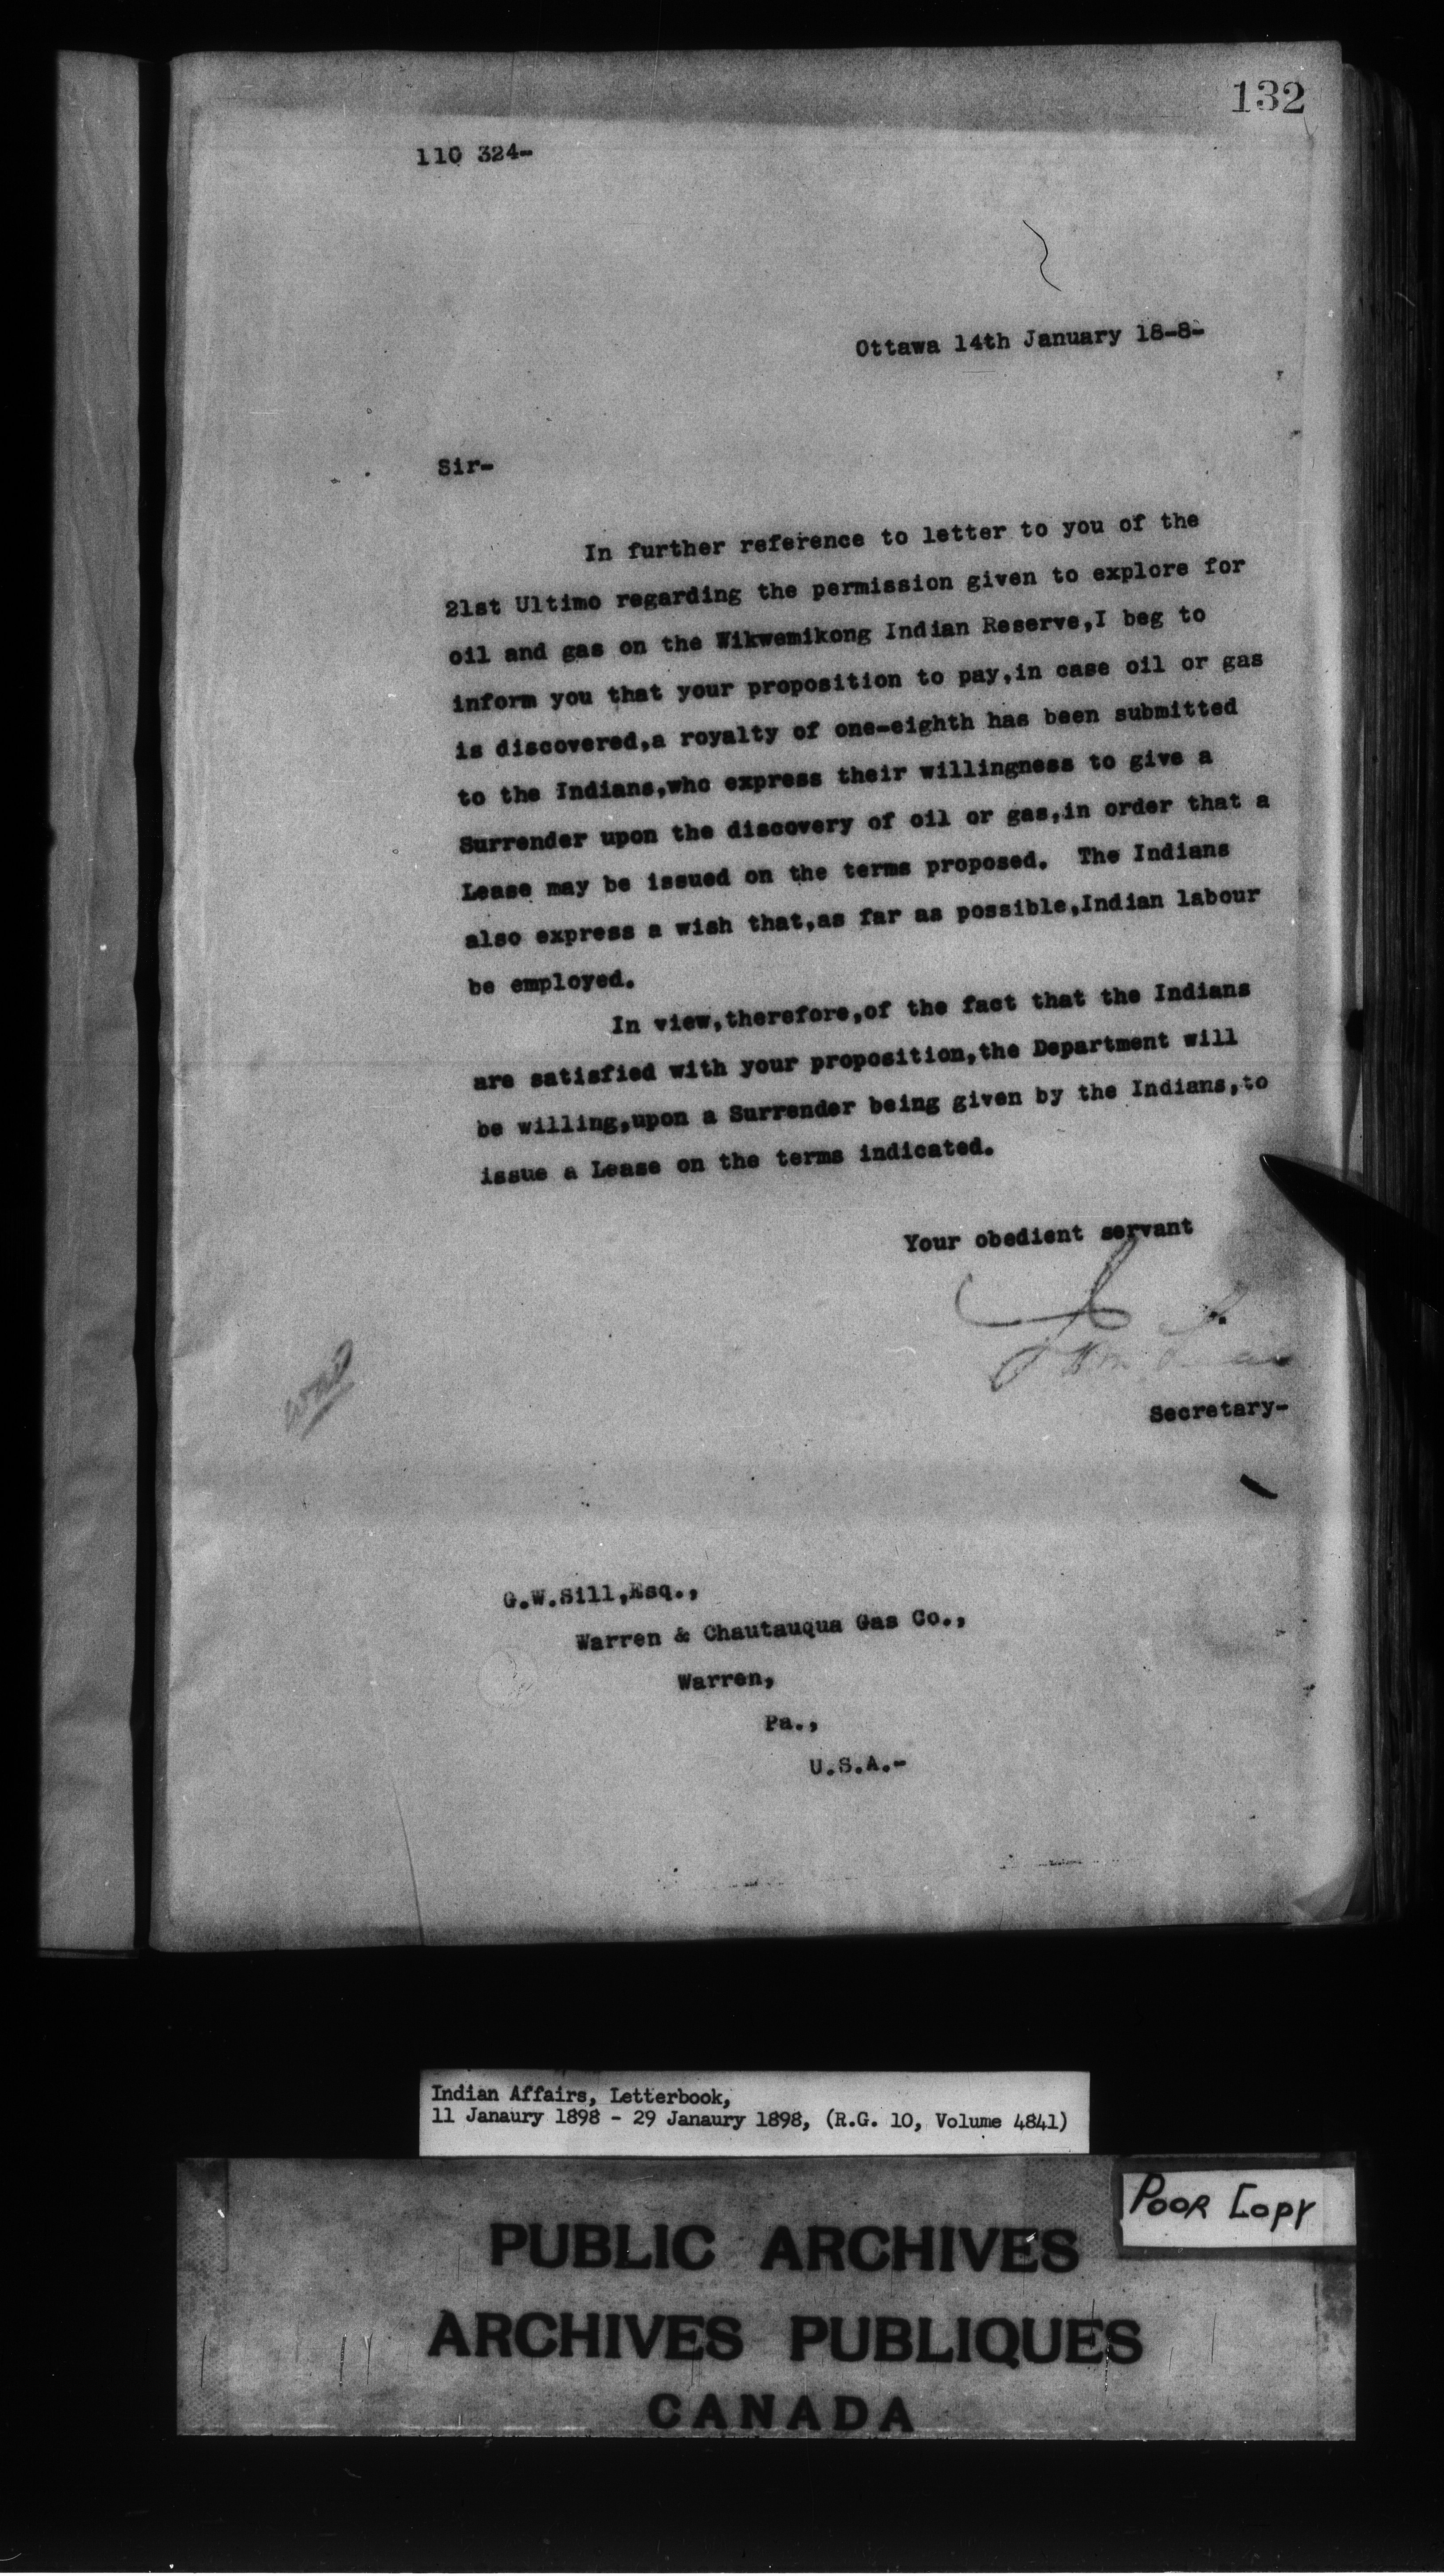 132
110 324-
Ottawa 14th January 18-8-
Sir-
In further reference to letter to you of the
21st Ultimo regarding the permission given to explore for
oil and gas on the Wikwemikong Indian Reserve,I beg to
inform you that your proposition to pay,in case oil or gas
is discovered,a royalty of one-eighth has been submitted
to the Indians,who express their willingness to give a
Surrender upon the discovery of oil or gas,in order that a
Lease may be issued on the terms proposed. The Indians
also express a wish that,as far as possible,Indian labour
be employed.
In view,therefore,of the fact that the Indians
are satisfied with your proposition,the Department will
be willing,upon a Surrender being given by the Indians,to
issue a Lease on the terms indicated.
Your obedient servant
Secretary-
G.W.Sill,Esq.,
Warren & Chautauqua Gas Co.,
Warren,
Pa.,
U.S.A.-
Indian Affairs, Letterbook,
11 Janaury 1898 - 29 Janaury 1898, (R.G. 10, Volume 4841)
POOR COPY
PUBLIC ARCHIVES
ARCHIVES PUBLIQUES
CANADA